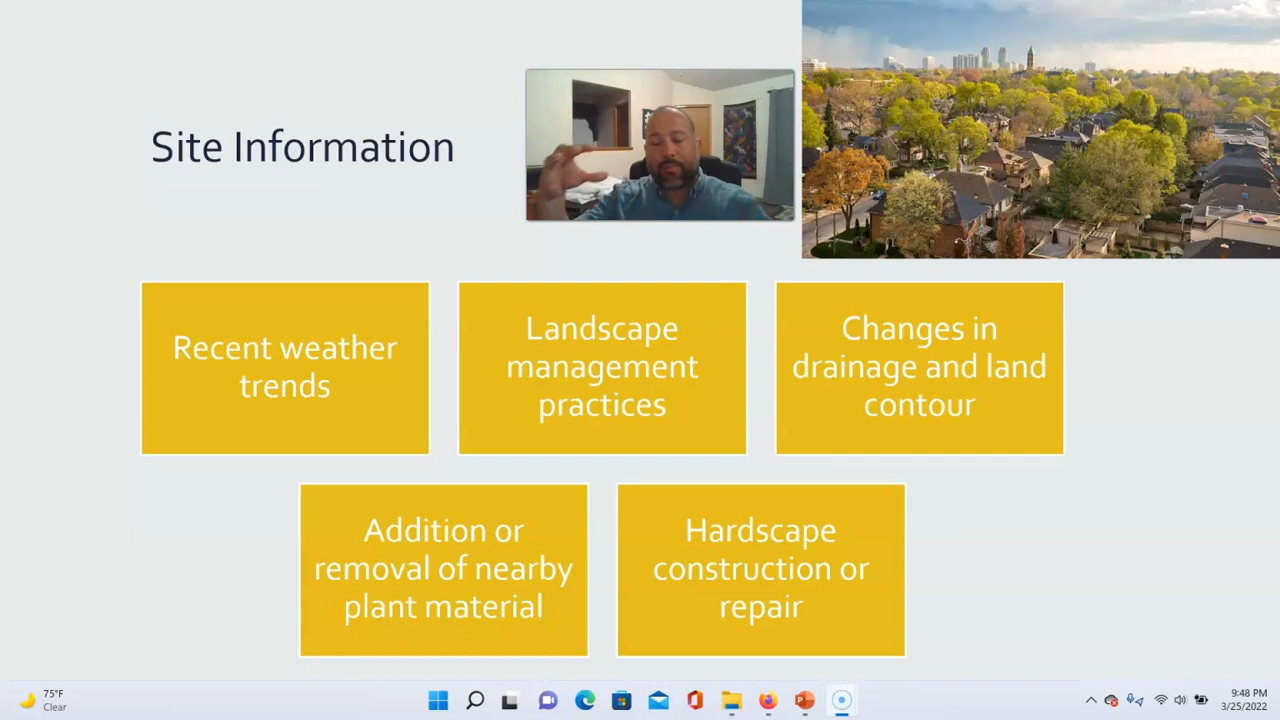 Site Information
Recent weather
trends
Landscape
management
practices
Changes in
drainage and land
contour
Addition or
removal of nearby
plant material
Hardscape
construction or
repair
75°F
Clear
9:48 PM
3/25/2022